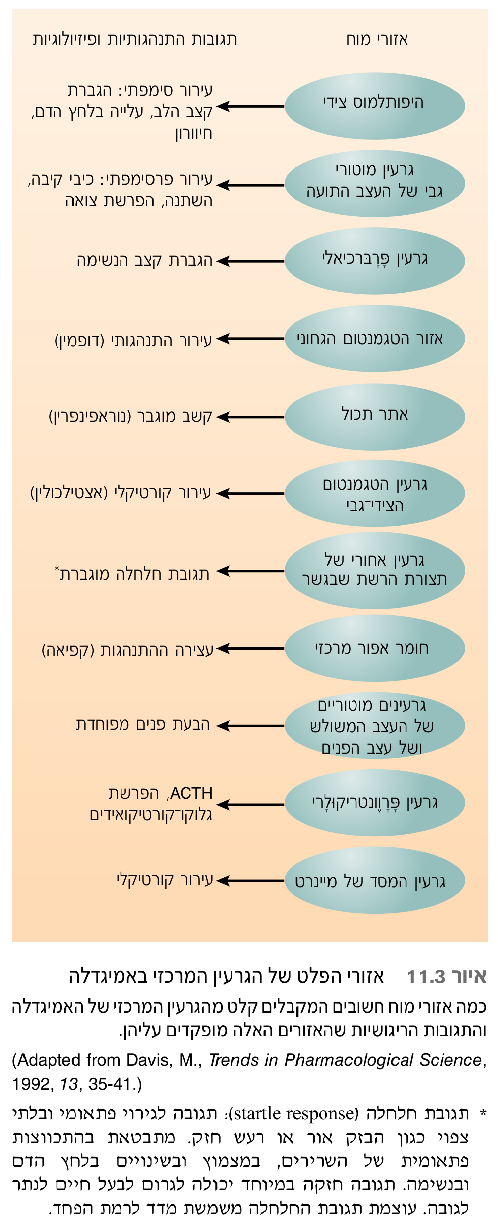 אזורי מוח
תגובות התנהגותיות ופיזיולוגיות
היפותלמוס צידי
עירור סימפתי: הגברת
קצב הלב, עלייה בלחץ הדם,
חיוורון
גרעין מוטורי
גבי של העצב התועה
עירור פרסימפתי: כיבי קיבה,
השתנה, הפרשת צואה
גרעין פָּרַבּרכיאלי
הגברת קצב הנשימה
אזור הטגמנטום הגחוני
עירור התנהגותי (דופמין)
אתר תכול
קשב מוגבר (נוראפינפרין)
גרעין הטגמנטום
הצידי־גבי
עירור קורטיקלי (אצטילכולין)
גרעין אחורי של
תצורת הרשת שבגשר
תגובת חלחלה מוגברת*
חומר אפור מרכזי
עצירה ההתנהגות (קפיאה)
גרעינים מוטוריים
של העצב המשולש
ושל עצב הפנים
הבעת פנים מפוחדת
גרעין פָּרָוֶונטריקוּלָרי
ACTH, הפרשת
גלוקו־קורטיקואידים
גרעין המסד של מיינרט
עירור קורטיקלי
איור 11.3 אזורי הפלט של הגרעין המרכזי באמיגדלה
כמה אזורי מוח חשובים המקבלים קלט מהגרעין המרכזי של האמיגדלה
והתגובות הריגושיות שהאזורים האלה מופקדים עליהן.
(Adapted from Davis, M., Trends in Pharmacological Science,
1992, 13, 35-41.)
* תגובת חלחלה (startle response): תגובה לגירוי פתאומי ובלתי
צפוי כגון הבזק אור או רעש חזק. מתבטאת בהתכווצות
פתאומית של השרירים, במצמוץ ובשינויים בלחץ הדם
ובנשימה. תגובה חזקה במיוחד יכולה לגרום לבעל חיים לנתר
לגובה. עוצמת תגובת החלחלה משמשת מדד לרמת הפחד.